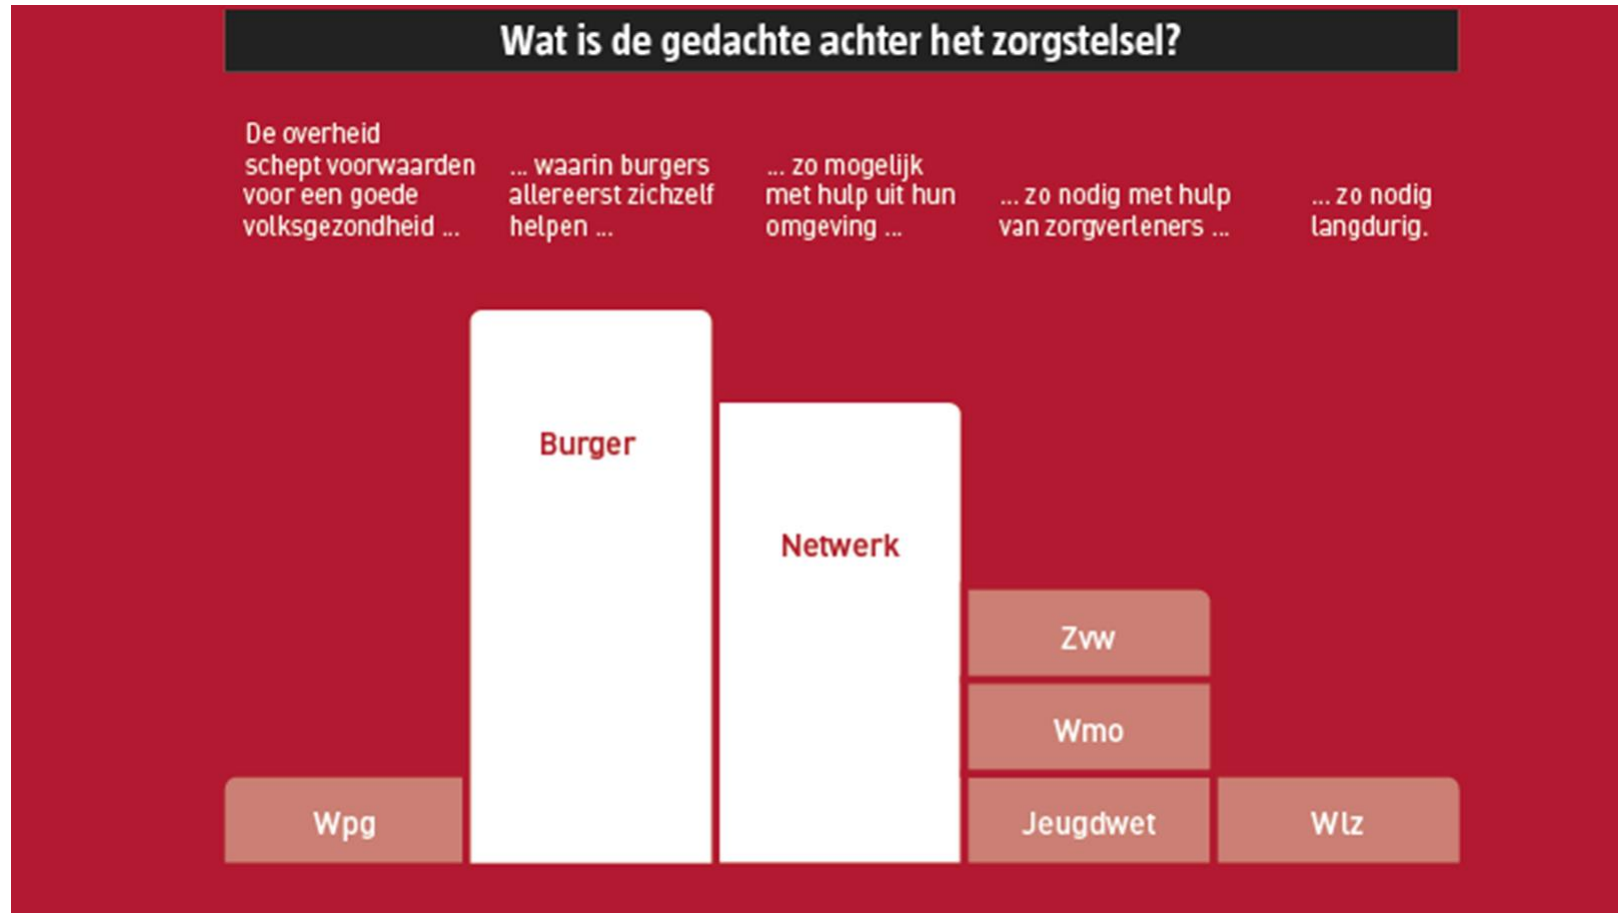 Wat is de gedachte achter het zorgstelsel?
De overheid
schept voorwaarden
voor een goede
volksgezondheid ...
... waarin burgers
allereerst zichzelf
helpen ...
... zo mogelijk
met hulp uit hun
omgeving ...
... zo nodig met hulp
van zorgverleners ...
... zo nodig
langdurig.
Burger
Netwerk
Zvw
Wmo
Wpg
Jeugdwet
Wlz